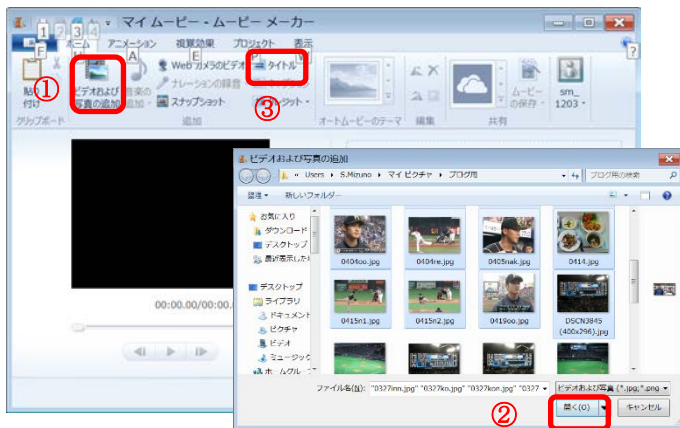 マイ ムービー - ムービー メーカー
1 2 3 4
F H A E P W
ホーム アニメーション 視覚効果 プロジェクト 表示
?
①
貼り付け
ビデオおよび写真の追加
音楽の追加
Web カメラのビデオ
ナレーションの録音
スナップショット
タイトル
③
クレジット
ムービーの保存
sm_1203
クリップボード
追加
オートムービーのテーマ
編集
共有
00:00.00/00:00.
ビデオおよび写真の追加
« Users ▸ S.Mizuno ▸ マイ ピクチャ ▸ ブログ用
ブログ用の検索
整理 新しいフォルダー
お気に入り
ダウンロード
デスクトップ
最近表示した
デスクトップ
ライブラリ
ドキュメント
ピクチャ
ビデオ
ミュージック
ホームグルー
0404oo.jpg 0404re.jpg 0405nak.jpg 0414.jpg
0415n1.jpg 0415n2.jpg 0419oo.jpg DSCN3845 (400x296).jpg
ファイル名(N): "0327inn.jpg" "0327ko.jpg" "0327kon.jpg" "0327
ビデオおよび写真 (*.jpg;*.png
②
開く(O) キャンセル